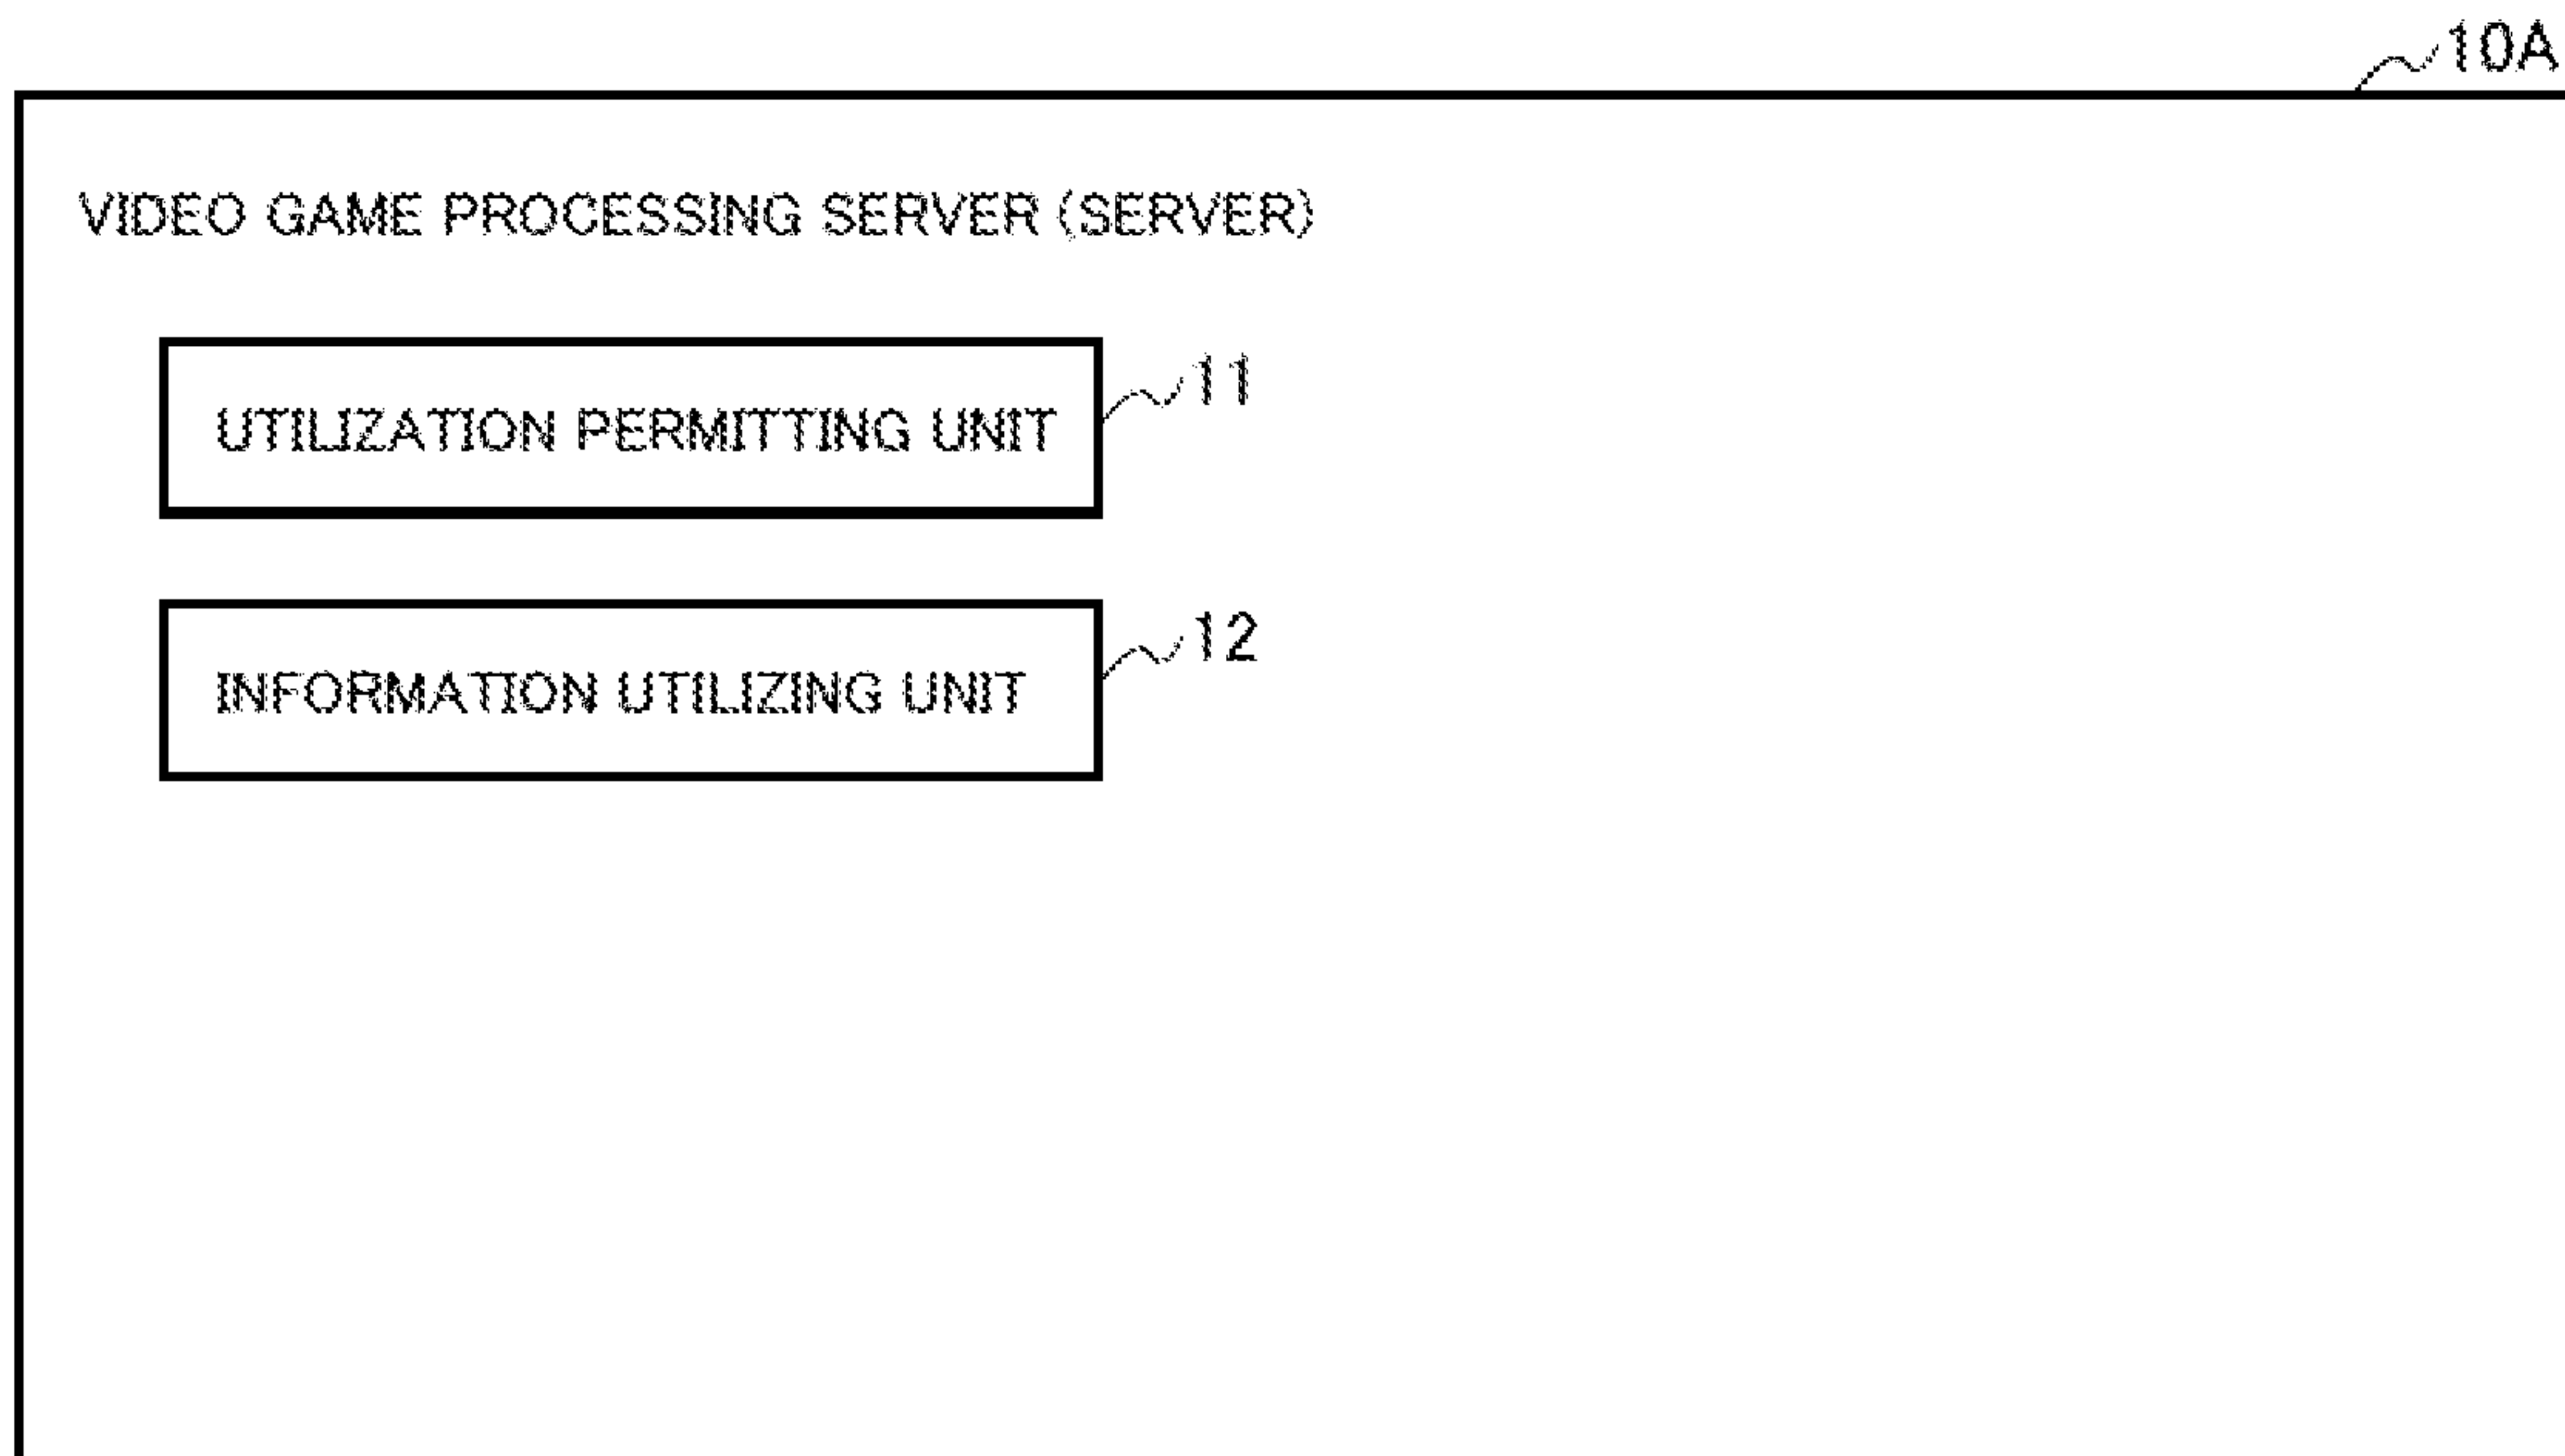 10A
VIDEO GAME PROCESSING SERVER (SERVER)
11
UTILIZATION PERMITTING UNIT
12
INFORMATION UTILIZING UNIT